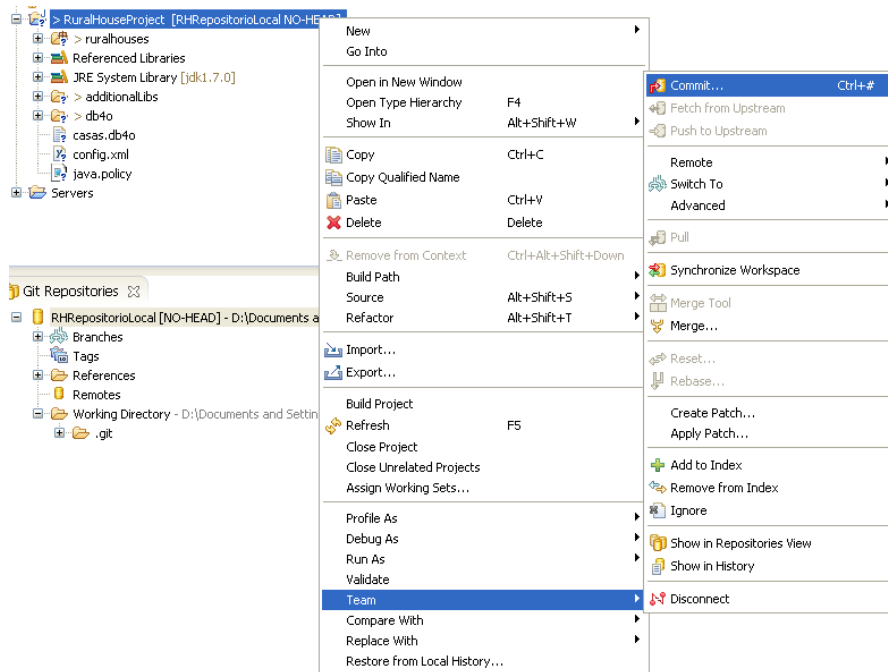 > RuralHouseProject [RHRepositorioLocal NO-HEAD]
> ruralhouses
Referenced Libraries
JRE System Library [jdk1.7.0]
> additionalLibs
> db4o
casas.db4o
config.xml
java.policy
Servers
Git Repositories
RHRepositorioLocal [NO-HEAD] - D:\Documents a
Branches
Tags
References
Remotes
Working Directory - D:\Documents and Settin
.git
New
Go Into
Open in New Window
Open Type Hierarchy F4
Show In Alt+Shift+W
Copy Ctrl+C
Copy Qualified Name
Paste Ctrl+V
Delete Delete
Remove from Context Ctrl+Alt+Shift+Down
Build Path
Source Alt+Shift+S
Refactor Alt+Shift+T
Import...
Export...
Build Project
Refresh F5
Close Project
Close Unrelated Projects
Assign Working Sets...
Profile As
Debug As
Run As
Validate
Team
Compare With
Replace With
Restore from Local History...
Commit... Ctrl+#
Fetch from Upstream
Push to Upstream
Remote
Switch To
Advanced
Pull
Synchronize Workspace
Merge Tool
Merge...
Reset...
Rebase...
Create Patch...
Apply Patch...
Add to Index
Remove from Index
Ignore
Show in Repositories View
Show in History
Disconnect